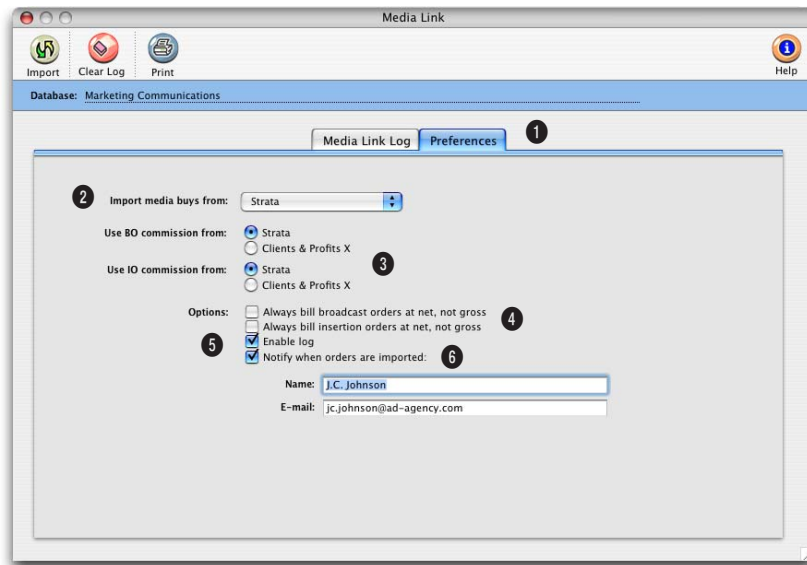 Media Link
Import Clear Log Print Help
Database: Marketing Communications
Media Link Log Preferences 1
2 Import media buys from: Strata
Use BO commission from: Strata
Clients & Profits X
3
Use IO commission from: Strata
Clients & Profits X
Options: Always bill broadcast orders at net, not gross
4
Always bill insertion orders at net, not gross
5 Enable log
Notify when orders are imported: 6
Name: J.C. Johnson
E-mail: jc.johnson@ad-agency.com